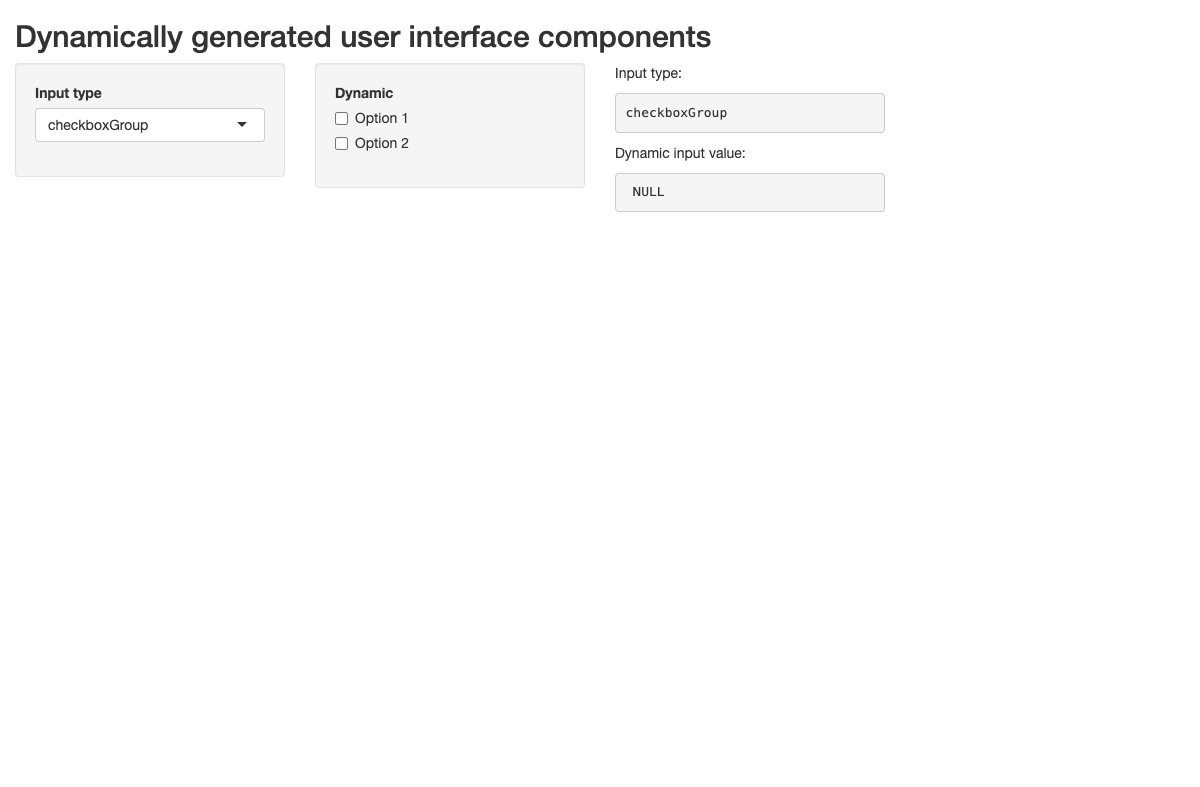 Dynamically generated user interface components
Input type
checkboxGroup
Dynamic
Option 1
Option 2
Input type:
checkboxGroup
Dynamic input value:
NULL